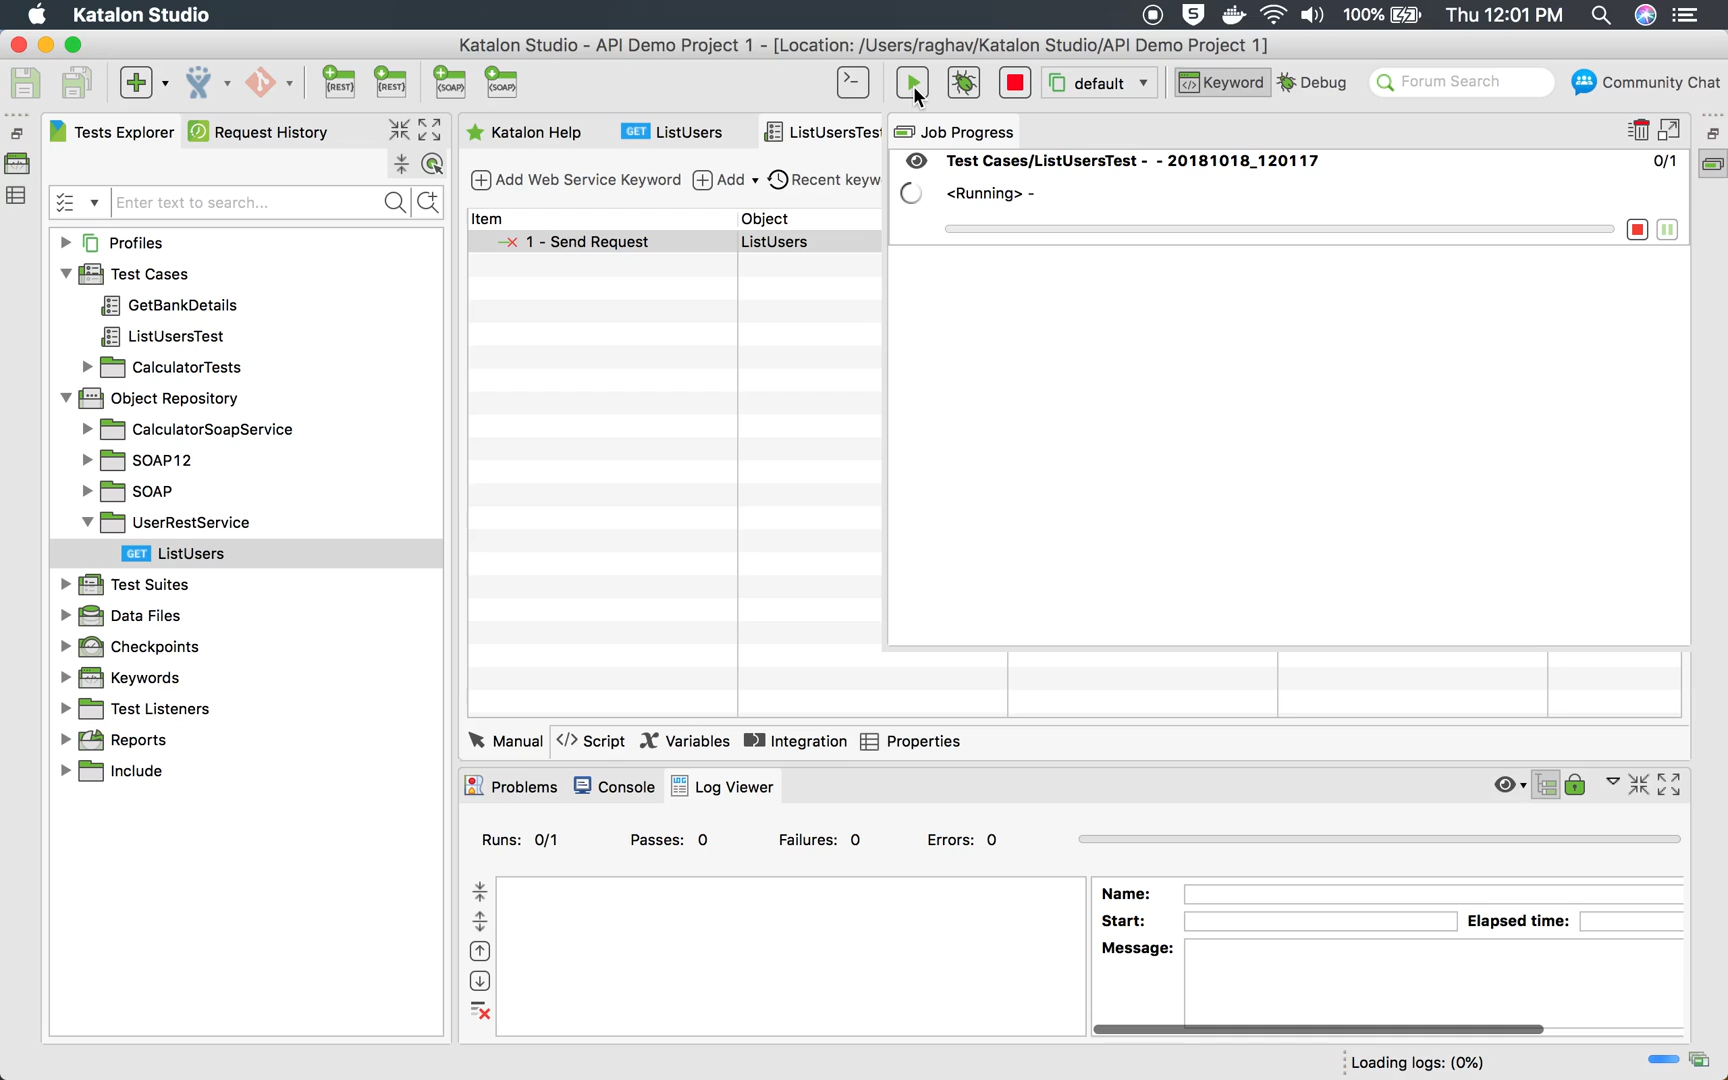 Katalon Studio
S
100%
Thu 12:01 PM
Katalon Studio - API Demo Project 1 - [Location: /Users/raghav/Katalon Studio/API Demo Project 1]
{REST}
{REST}
<SOAP>
<SOAP>
default
Keyword
Debug
Forum Search
Community Chat
Tests Explorer
Request History
Enter text to search...
Profiles
Test Cases
GetBankDetails
ListUsersTest
CalculatorTests
Object Repository
CalculatorSoapService
SOAP12
SOAP
UserRestService
GET ListUsers
Test Suites
Data Files
Checkpoints
Keywords
Test Listeners
Reports
Include
Katalon Help
GET ListUsers
ListUsersTest
Add Web Service Keyword
Add
Recent keyw
Item
Object
1 - Send Request
ListUsers
Job Progress
Test Cases/ListUsersTest - - 20181018_120117
0/1
<Running> -
Manual
</> Script
Variables
Integration
Properties
Problems
Console
LOG Log Viewer
Runs: 0/1
Passes: 0
Failures: 0
Errors: 0
Name:
Start:
Elapsed time:
Message:
Loading logs: (0%)